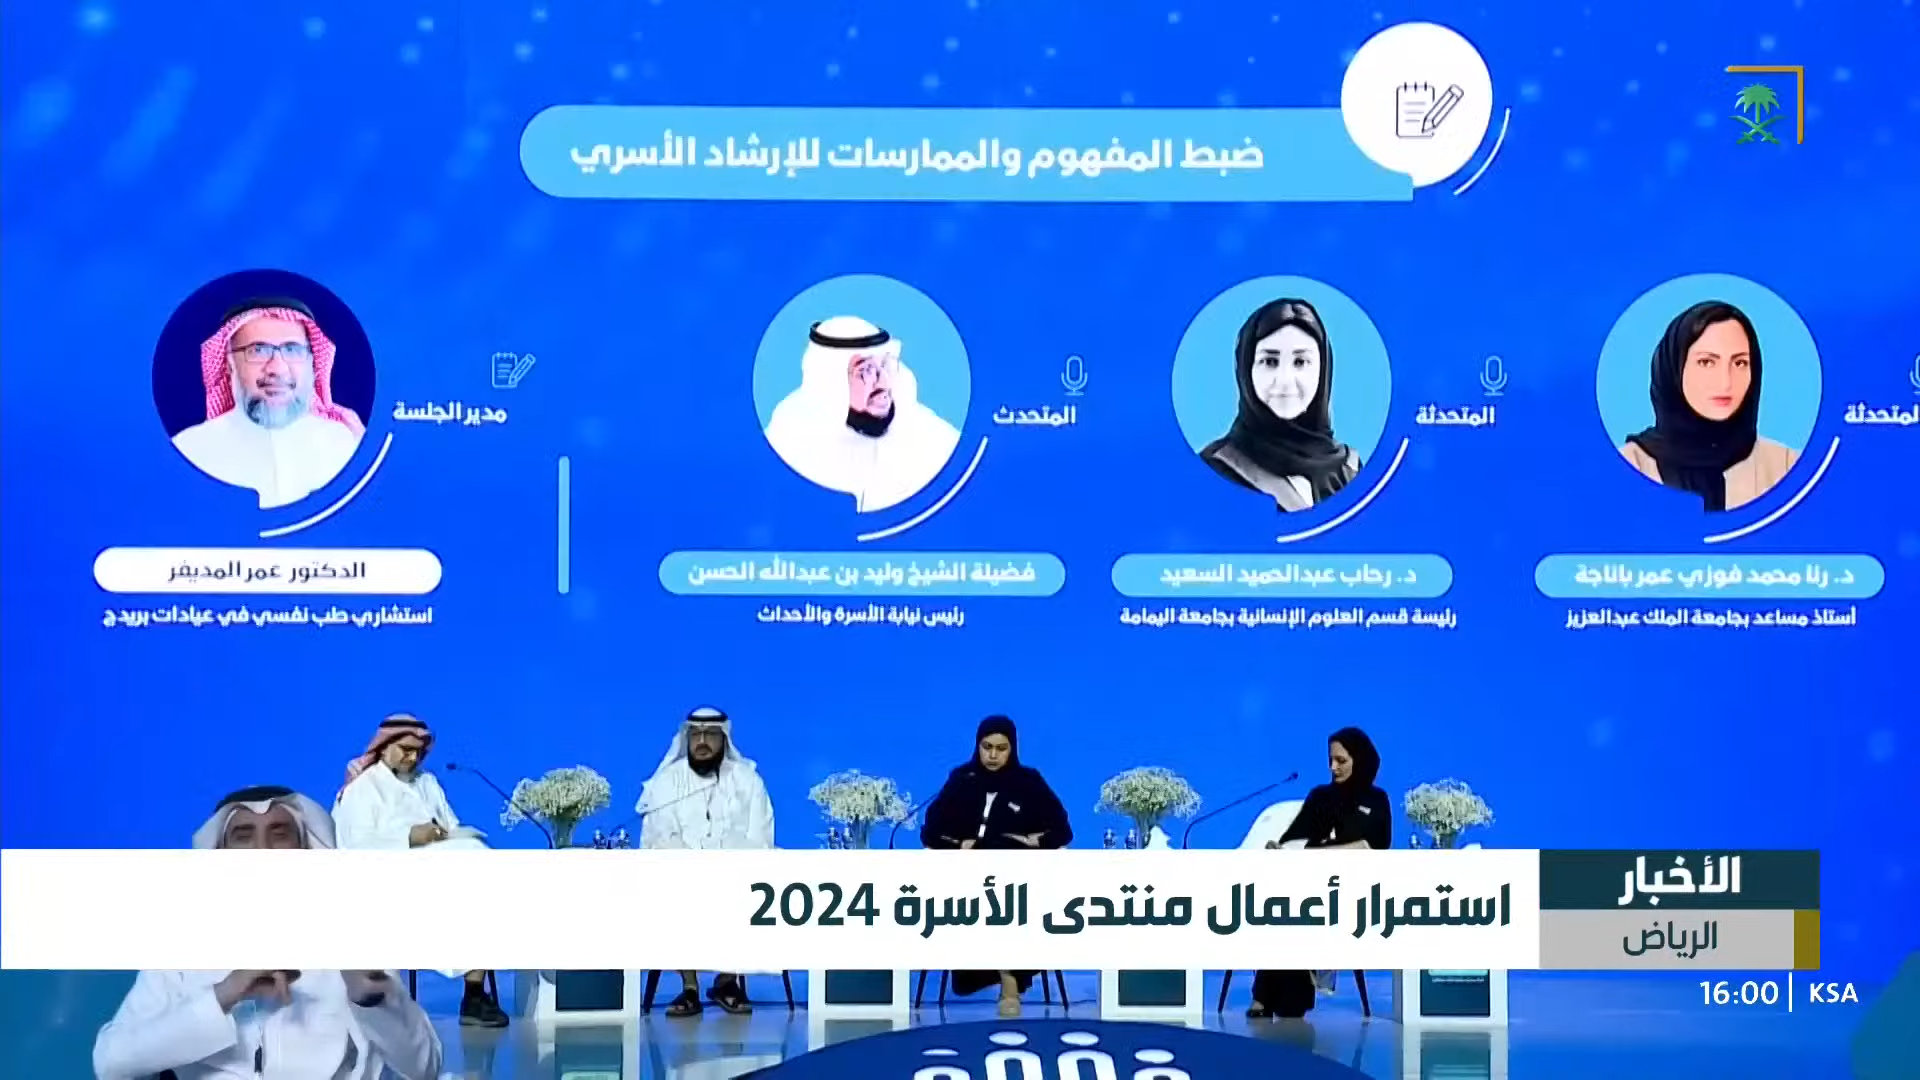 ضبط المفهوم والممارسات للإرشاد الأسري
المتحدثة
د. رنا محمد فوزي عمر باناجة
أستاذ مساعد بجامعة الملك عبدالعزيز
المتحدثة
د. رحاب عبدالحميد السعيد
رئيسة قسم العلوم الإنسانية بجامعة اليمامة
المتحدث
فضيلة الشيخ وليد بن عبدالله الحسن
رئيس نيابة الأسرة والأحداث
مدير الجلسة
الدكتور عمر المديفر
استشاري طب نفسي في عيادات بريدج
الأخبار
الرياض
استمرار أعمال منتدى الأسرة 2024
16:00 | KSA